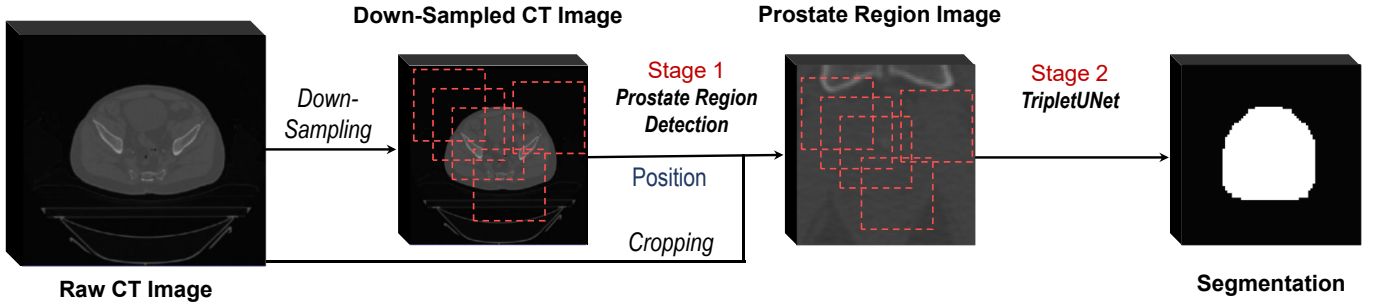 Down-Sampled CT Image
Prostate Region Image
Down-
Sampling
Stage 1
Prostate Region
Detection
Position
Cropping
Stage 2
TripletUNet
Raw CT Image
Segmentation